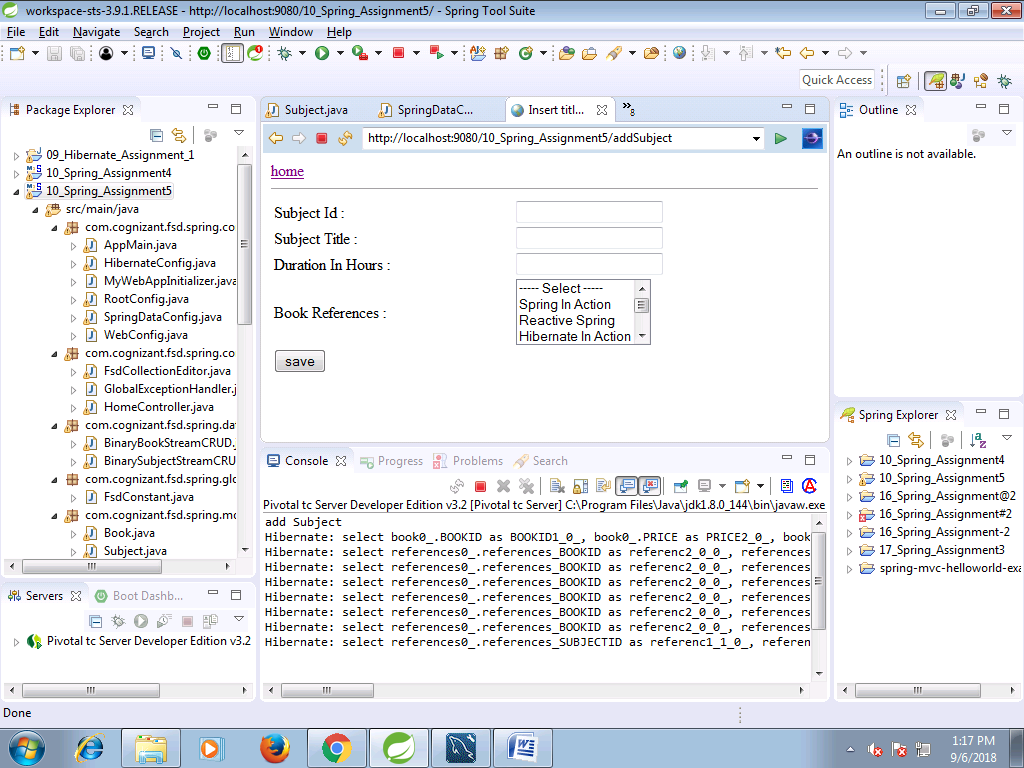 workspace-sts-3.9.1.RELEASE - http://localhost:9080/10_Spring_Assignment5/ - Spring Tool Suite
File Edit Navigate Search Project Run Window Help
Quick Access
Package Explorer
09_Hibernate_Assignment_1
10_Spring_Assignment4
10_Spring_Assignment5
src/main/java
com.cognizant.fsd.spring.co
AppMain.java
HibernateConfig.java
MyWebAppInitializer.java
RootConfig.java
SpringDataConfig.java
WebConfig.java
com.cognizant.fsd.spring.co
FsdCollectionEditor.java
GlobalExceptionHandler.j
HomeController.java
com.cognizant.fsd.spring.da
BinaryBookStreamCRUD.
BinarySubjectStreamCRU
com.cognizant.fsd.spring.glo
FsdConstant.java
com.cognizant.fsd.spring.mo
Book.java
Subject.java
Servers Boot Dashb...
Pivotal tc Server Developer Edition v3.2
Subject.java SpringDataC... Insert titl... »8
http://localhost:9080/10_Spring_Assignment5/addSubject
home
Subject Id :
Subject Title :
Duration In Hours :
Book References :
----- Select -----
Spring In Action
Reactive Spring
Hibernate In Action
save
Console Progress Problems Search
Pivotal tc Server Developer Edition v3.2 [Pivotal tc Server] C:\Program Files\Java\jdk1.8.0_144\bin\javaw.exe
add Subject
Hibernate: select book0_.BOOKID as BOOKID1_0_, book0_.PRICE as PRICE2_0_, book
Hibernate: select references0_.references_BOOKID as referenc2_0_0_, references
Hibernate: select references0_.references_BOOKID as referenc2_0_0_, references
Hibernate: select references0_.references_BOOKID as referenc2_0_0_, references
Hibernate: select references0_.references_BOOKID as referenc2_0_0_, references
Hibernate: select references0_.references_BOOKID as referenc2_0_0_, references
Hibernate: select references0_.references_BOOKID as referenc2_0_0_, references
Hibernate: select references0_.references_SUBJECTID as referenc1_1_0_, referen
Outline
An outline is not available.
Spring Explorer
10_Spring_Assignment4
10_Spring_Assignment5
16_Spring_Assignment@2
16_Spring_Assignment#2
16_Spring_Assignment-2
17_Spring_Assignment3
spring-mvc-helloworld-exa
Done
1:17 PM
9/6/2018